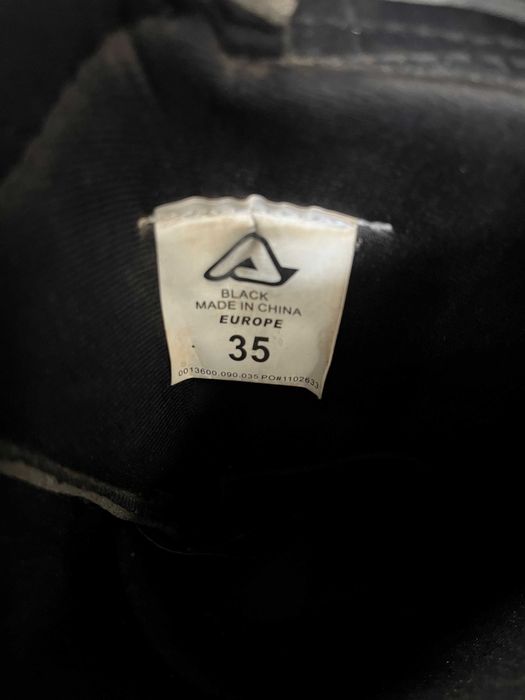 BLACK
MADE IN CHINA
EUROPE
35
0013600.090.035 PO#1102633